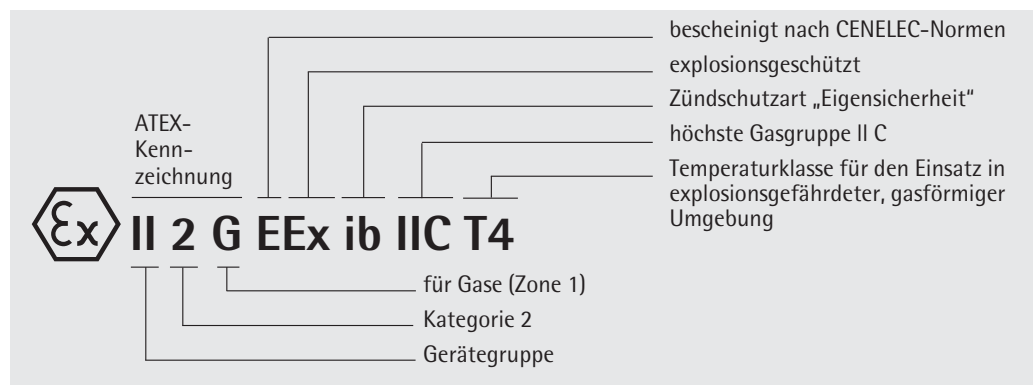 bescheinigt nach CENELEC-Normen
explosionsgeschützt
Zündschutzart „Eigensicherheit"
höchste Gasgruppe II C
Temperaturklasse für den Einsatz in
explosionsgefährdeter, gasförmiger
Umgebung
ATEX-
Kenn-
zeichnung
Ex II 2 G EEx ib IIC T4
für Gase (Zone 1)
Kategorie 2
Gerätegruppe